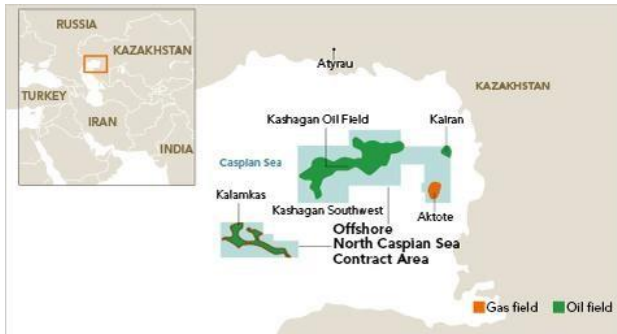 RUSSIA
KAZAKHSTAN
TURKEY
IRAN
INDIA
Atyrau
KAZAKHSTAN
Kashagan Oil Field
Kairan
Caspian Sea
Kalamkas
Kashagan Southwest
Aktote
Offshore
North Caspian Sea
Contract Area
Gas field
Oil field